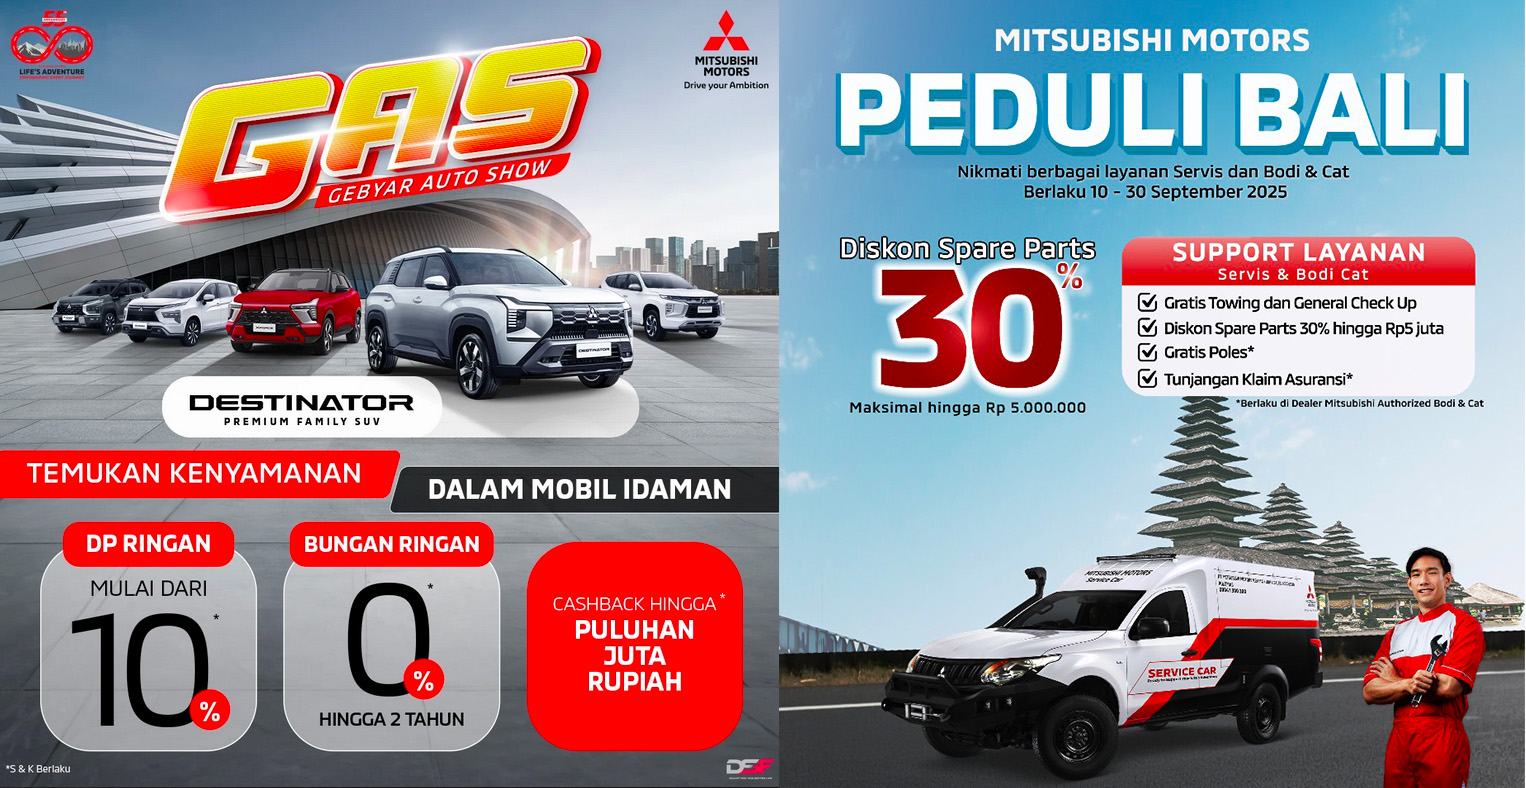 55
LIFE'S ADVENTURE
MITSUBISHI
MOTORS
Drive your Ambition
GAS
GEBYAR AUTO SHOW
XFORCE
DESTINATOR
DESTINATOR
PREMIUM FAMILY SUV
TEMUKAN KENYAMANAN
DALAM MOBIL IDAMAN
DP RINGAN
MULAI DARI
10%*
BUNGAN RINGAN
0%*
HINGGA 2 TAHUN
CASHBACK HINGGA*
PULUHAN
JUTA
RUPIAH
*S & K Berlaku
MITSUBISHI MOTORS
PEDULI BALI
Nikmati berbagai layanan Servis dan Bodi & Cat
Berlaku 10 - 30 September 2025
Diskon Spare Parts
30%
Maksimal hingga Rp 5.000.000
SUPPORT LAYANAN
Servis & Bodi Cat
Gratis Towing dan General Check Up
Diskon Spare Parts 30% hingga Rp5 juta
Gratis Poles*
Tunjangan Klaim Asuransi*
*Berlaku di Dealer Mitsubishi Authorized Bodi & Cat
MITSUBISHI MOTORS
Service Car
SERVICE CAR